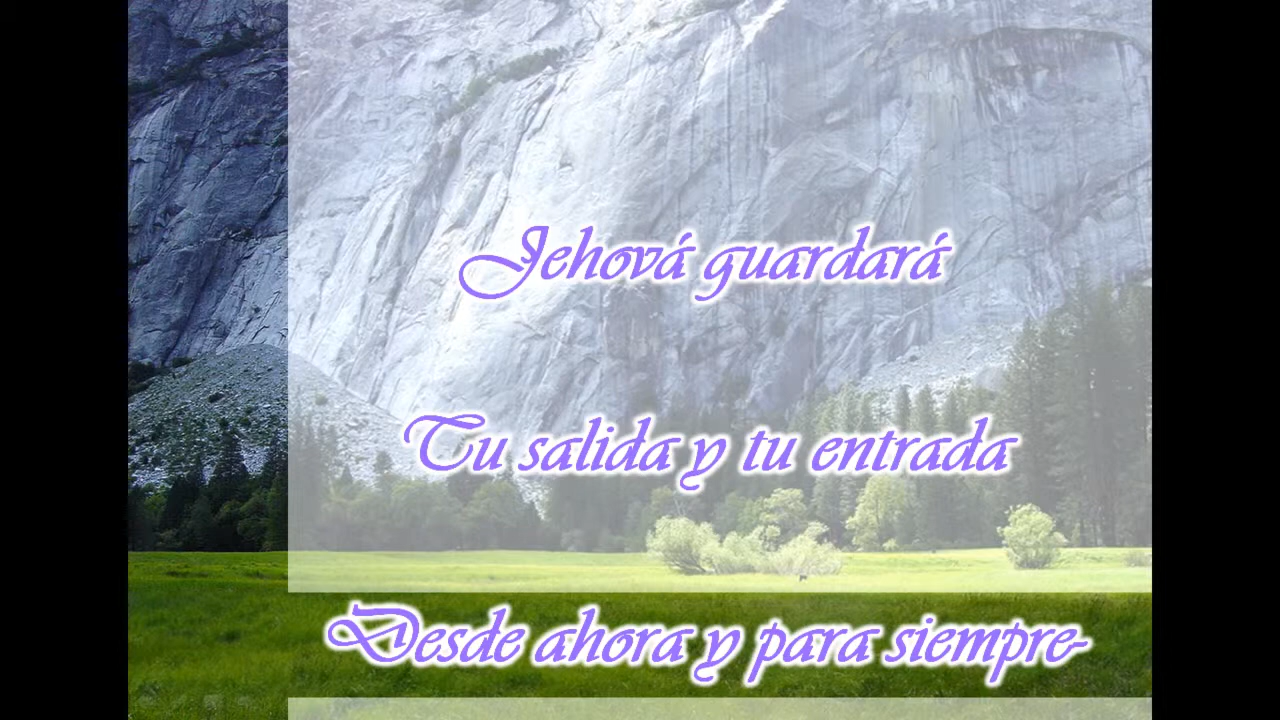 Jehová guardará
Tu salida y tu entrada
Desde ahora y para siempre-